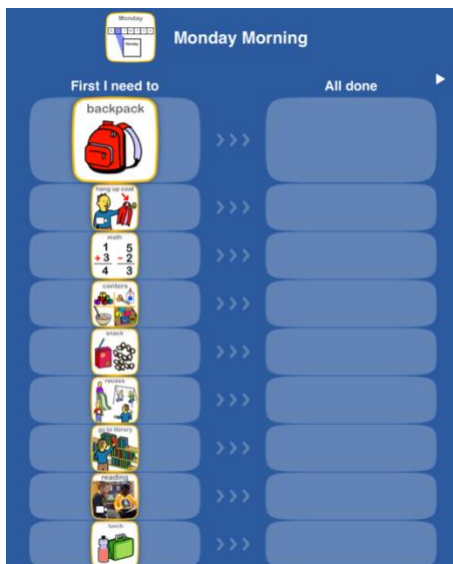 Monday
Monday Morning
First I need to
All done
backpack
hang up coat
math
1 5
+ 3 - 2
4 3
centers
snack
recess
go to library
reading
lunch